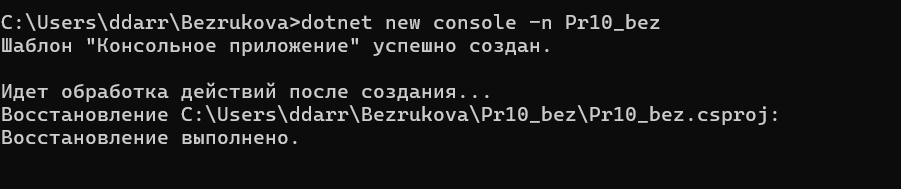 C:\Users\ddarr\Bezrukova>dotnet new console -n Pr10_bez
Шаблон "Консольное приложение" успешно создан.
Идет обработка действий после создания...
Восстановление C:\Users\ddarr\Bezrukova\Pr10_bez\Pr10_bez.csproj:
Восстановление выполнено.